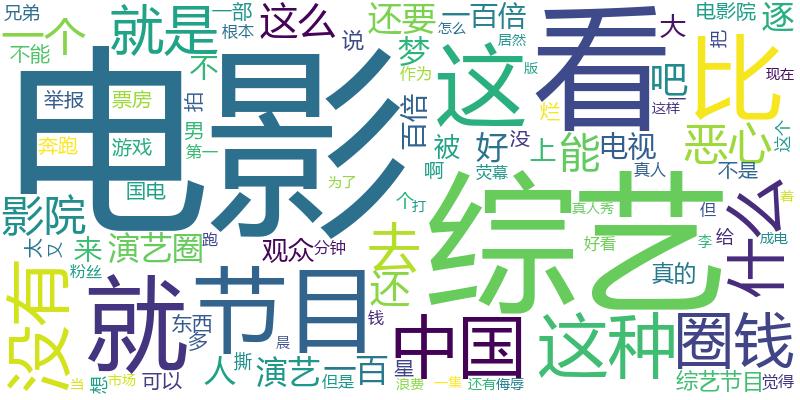 兄弟
一部
这么
还要
一百倍
电影院
逐
一个
就是
根本
说
梦
怎么
居然
大
把
不能
不
作为
版
现在
电影
这
看
比
吧
这样
举报
票房
拍
百倍
烂
恶心
奔跑
游戏
男
第一
被
好
没
上
能
电视
这个
国电
为了
啊
荧幕
真人
不是
影院
个
打
真人秀
但
什么
着
太
又
来
演艺圈
跑
观众
分钟
去
还
综艺
好看
李
给
成电
粉丝
没有
就
节目
东西
多
钱
中国
这种
真的
圈钱
晨
当
想
市场
可以
人
撕
演艺
但是
一百
星
浪费
一集
还有
侮辱
综艺节目
觉得